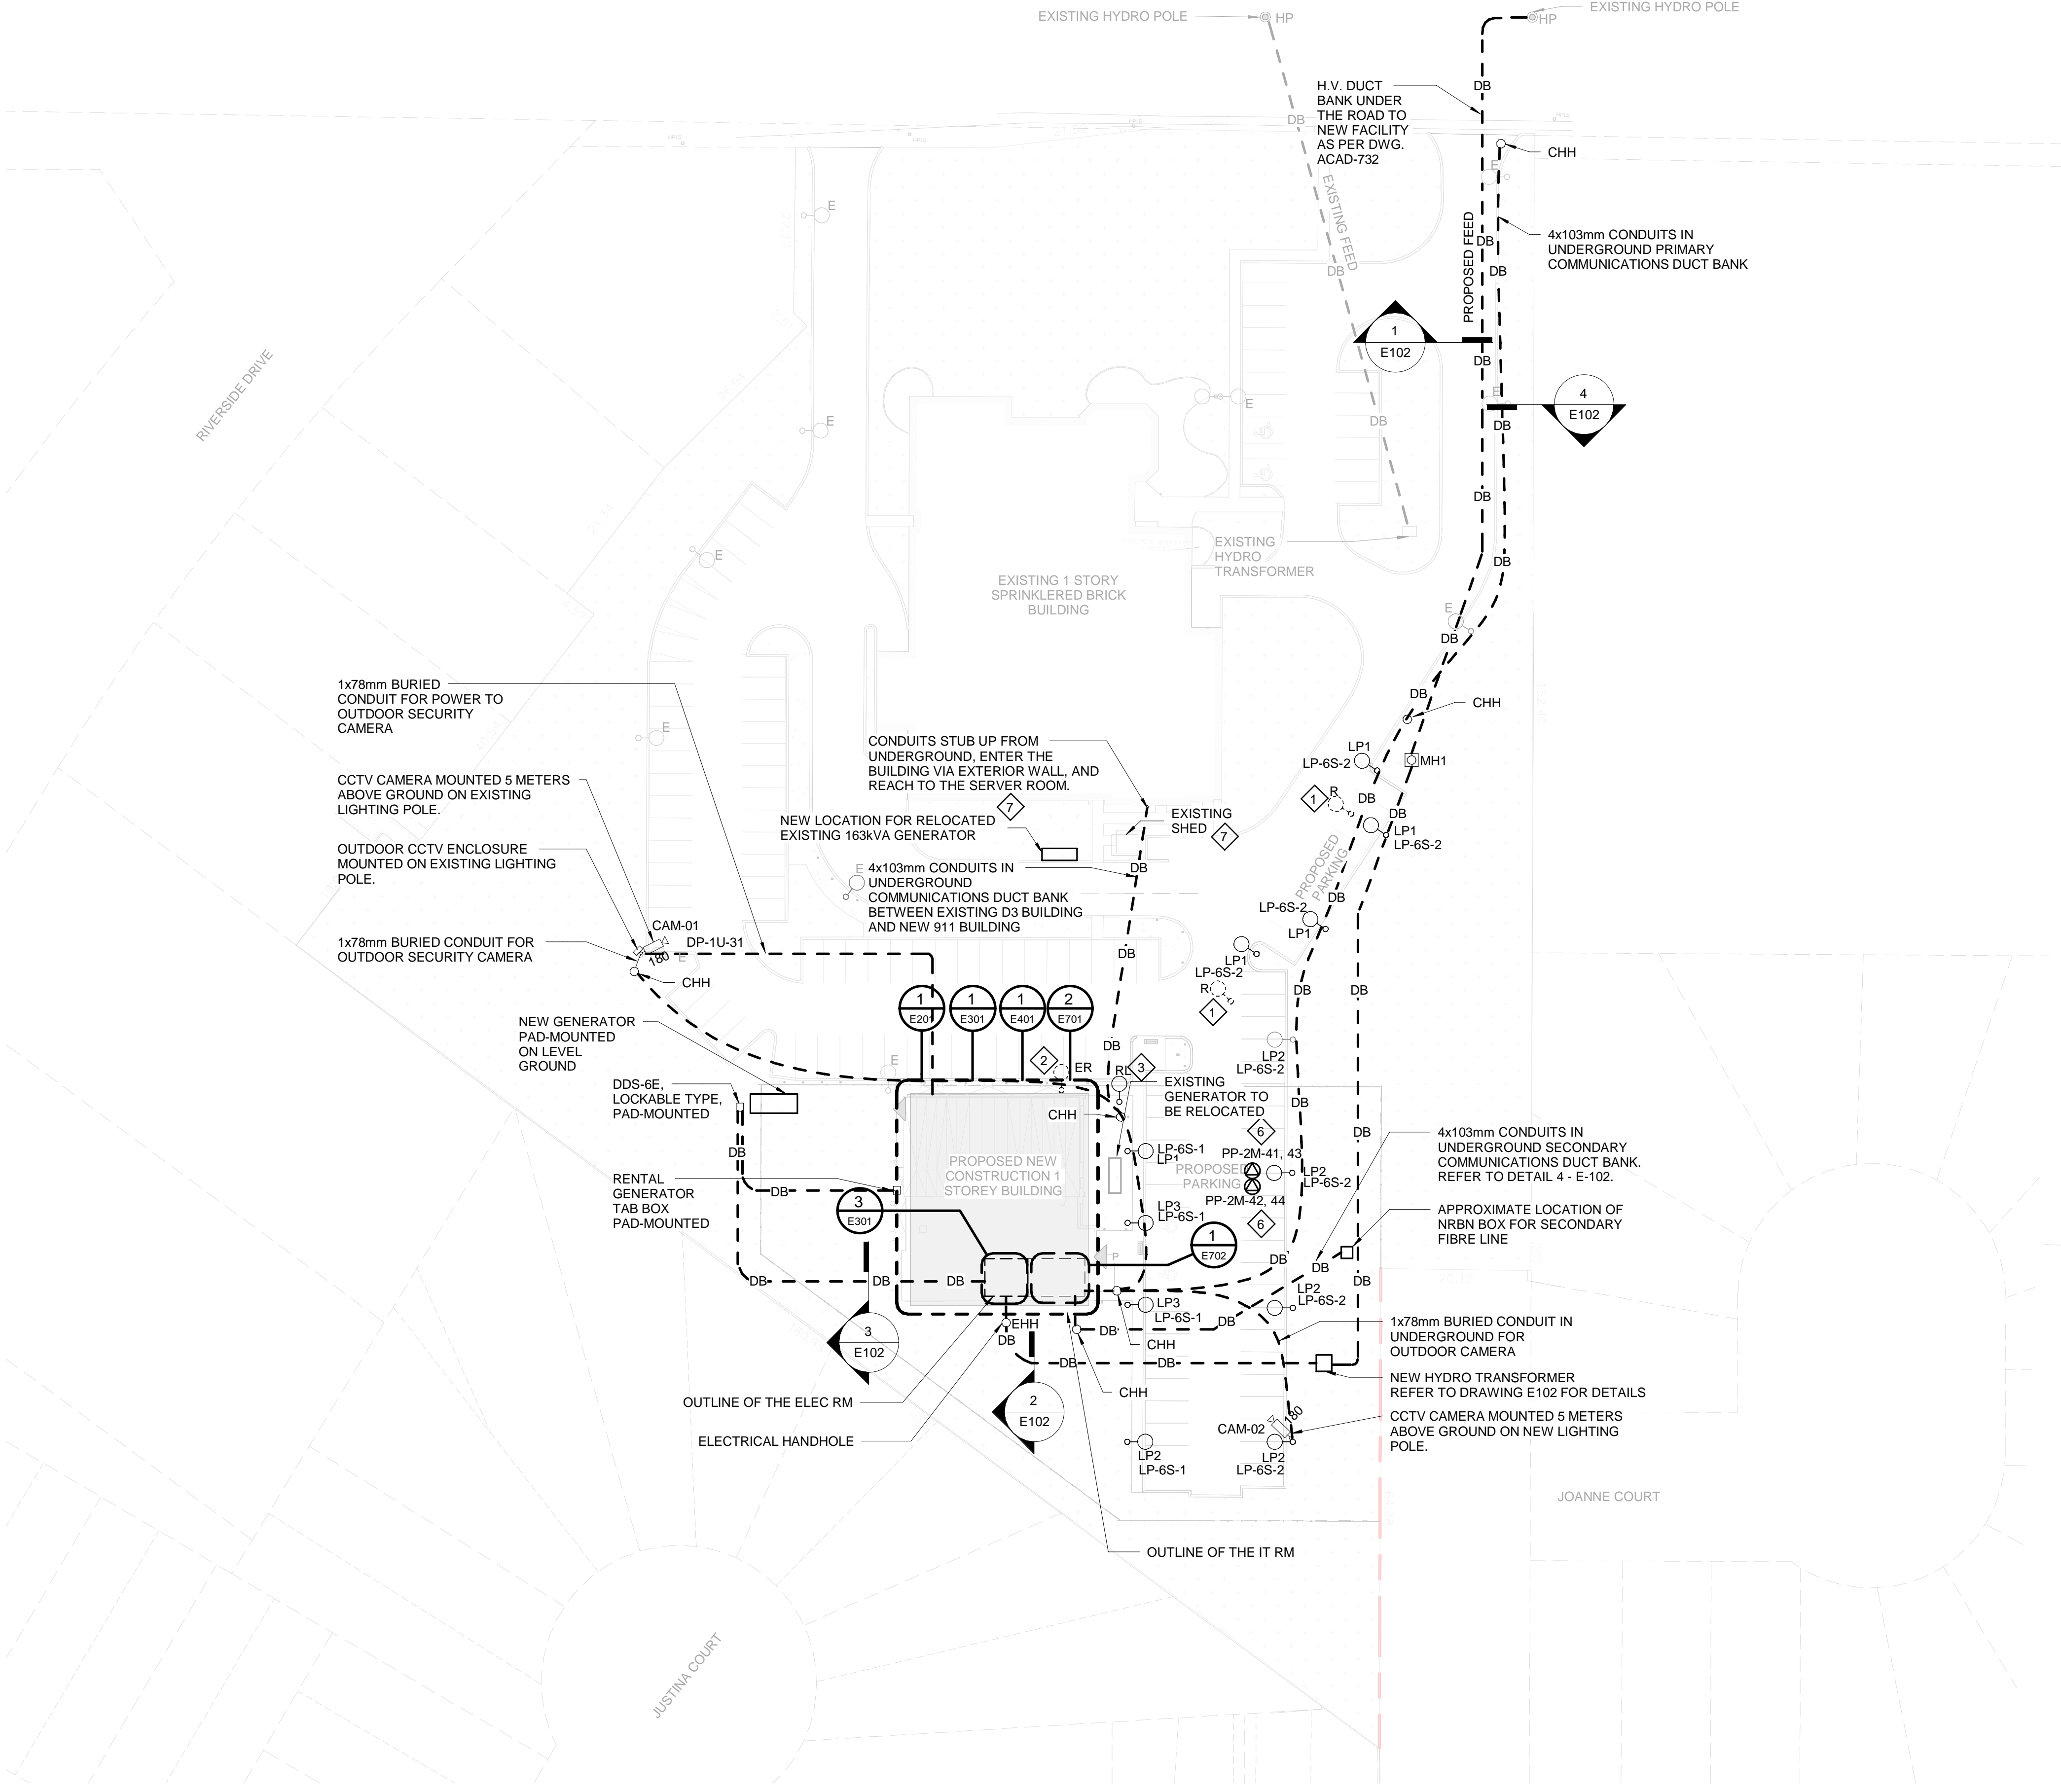 EXISTING HYDRO POLE
HP
EXISTING HYDRO POLE
HP
H.V. DUCT
BANK UNDER
THE ROAD TO
NEW FACILITY
AS PER DWG.
ACAD-732
DB
DB
CHH
E
E
EXISTING FEED
PROPOSED FEED
DB
DB
DB
4x103mm CONDUITS IN
UNDERGROUND PRIMARY
COMMUNICATIONS DUCT BANK
1
E102
DB
4
E102
E
E
E
DB
DB
DB
RIVERSIDE DRIVE
EXISTING
HYDRO
TRANSFORMER
DB
E
EXISTING 1 STORY
SPRINKLERED BRICK
BUILDING
E
DB
1x78mm BURIED
CONDUIT FOR POWER TO
OUTDOOR SECURITY
CAMERA
DB
CHH
E
CONDUITS STUB UP FROM
UNDERGROUND, ENTER THE
BUILDING VIA EXTERIOR WALL, AND
REACH TO THE SERVER ROOM.
7
LP1
LP-6S-2
MH1
CCTV CAMERA MOUNTED 5 METERS
ABOVE GROUND ON EXISTING
LIGHTING POLE.
1
R
DB
DB
NEW LOCATION FOR RELOCATED
EXISTING 163kVA GENERATOR
EXISTING
SHED
7
LP1
LP-6S-2
OUTDOOR CCTV ENCLOSURE
MOUNTED ON EXISTING LIGHTING
POLE.
E
4x103mm CONDUITS IN
UNDERGROUND
COMMUNICATIONS DUCT BANK
BETWEEN EXISTING D3 BUILDING
AND NEW 911 BUILDING
DB
PROPOSED
PARKING
DB
LP-6S-2
LP1
1x78mm BURIED CONDUIT FOR
OUTDOOR SECURITY CAMERA
CAM-01
DP-1U-31
180
E
CHH
DB
LP1
LP-6S-2
R
1
DB
DB
NEW GENERATOR
PAD-MOUNTED
ON LEVEL
GROUND
1
E201
1
E301
1
E401
2
E701
DB
2
ER
E
RL
3
LP2
LP-6S-2
DDS-6E,
LOCKABLE TYPE,
PAD-MOUNTED
EXISTING
GENERATOR TO
BE RELOCATED
CHH
DB
6
DB
DB
PROPOSED NEW
CONSTRUCTION 1
STOREY BUILDING
LP-6S-1
LP1
PROPOSED
PARKING
PP-2M-41, 43
LP2
LP-6S-2
PP-2M-42, 44
6
4x103mm CONDUITS IN
UNDERGROUND SECONDARY
COMMUNICATIONS DUCT BANK.
REFER TO DETAIL 4 - E-102.
RENTAL
GENERATOR
TAB BOX
PAD-MOUNTED
DB
3
E301
LP3
LP-6S-1
1
E702
P
APPROXIMATE LOCATION OF
NRBN BOX FOR SECONDARY
FIBRE LINE
DB
DB
DB
DB
DB
DB
LP3
LP-6S-1
LP2
LP-6S-2
EHH
DB
DB
DB
CHH
3
E102
1x78mm BURIED CONDUIT IN
UNDERGROUND FOR
OUTDOOR CAMERA
DB
DB
NEW HYDRO TRANSFORMER
REFER TO DRAWING E102 FOR DETAILS
CHH
OUTLINE OF THE ELEC RM
2
E102
ELECTRICAL HANDHOLE
CAM-02
180
CCTV CAMERA MOUNTED 5 METERS
ABOVE GROUND ON NEW LIGHTING
POLE.
LP2
LP-6S-1
LP2
LP-6S-2
JOANNE COURT
OUTLINE OF THE IT RM
JUSTINA COURT